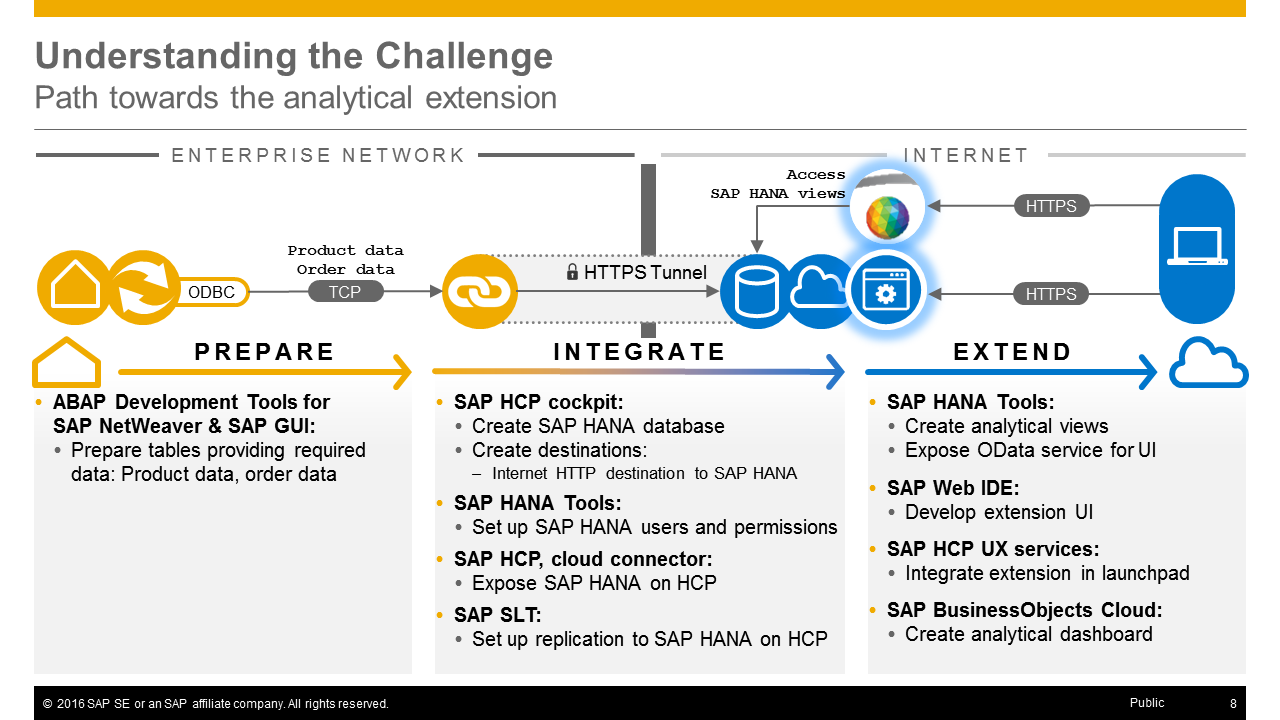 Understanding the Challenge
Path towards the analytical extension
ENTERPRISE NETWORK
INTERNET
Access
SAP HANA views
HTTPS
Product data
Order data
ODBC
TCP
HTTPS Tunnel
HTTPS
PREPARE
INTEGRATE
EXTEND
• ABAP Development Tools for
SAP NetWeaver & SAP GUI:
• Prepare tables providing required
data: Product data, order data
• SAP HCP cockpit:
• Create SAP HANA database
• Create destinations:
– Internet HTTP destination to SAP HANA
• SAP HANA Tools:
• Set up SAP HANA users and permissions
• SAP HCP, cloud connector:
• Expose SAP HANA on HCP
• SAP SLT:
• Set up replication to SAP HANA on HCP
• SAP HANA Tools:
• Create analytical views
• Expose OData service for UI
• SAP Web IDE:
• Develop extension UI
• SAP HCP UX services:
• Integrate extension in launchpad
• SAP BusinessObjects Cloud:
• Create analytical dashboard
© 2016 SAP SE or an SAP affiliate company. All rights reserved.
Public
8